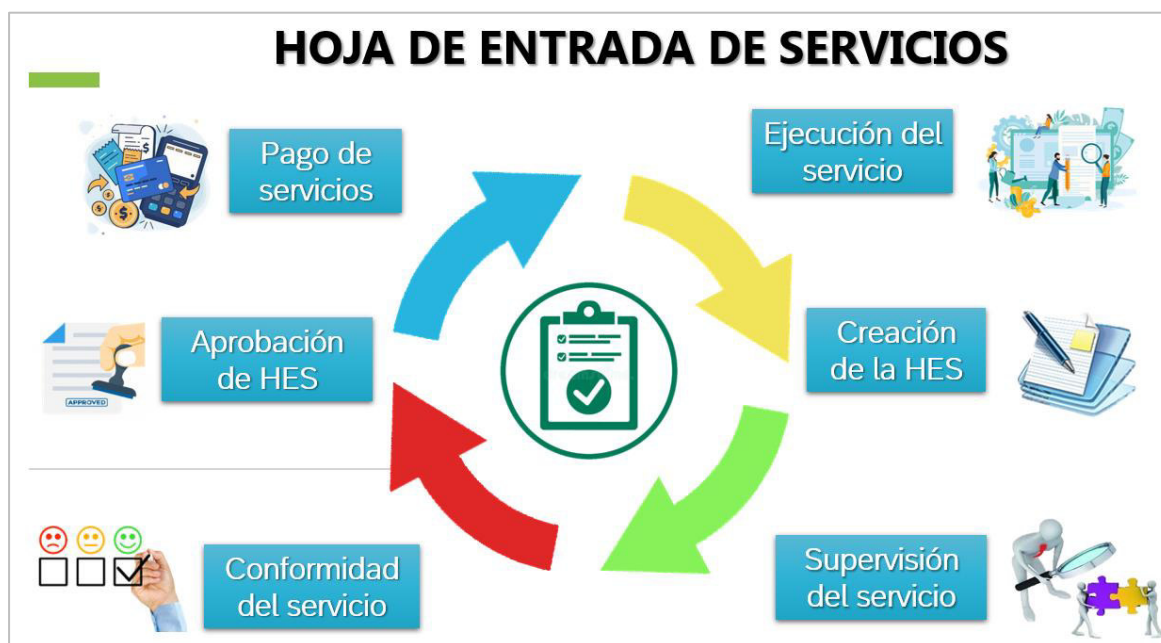 HOJA DE ENTRADA DE SERVICIOS
Pago de
servicios
Ejecución del
servicio
Aprobación
de HES
APPROVED
Creación
de la HES
Conformidad
del servicio
Supervisión
del servicio